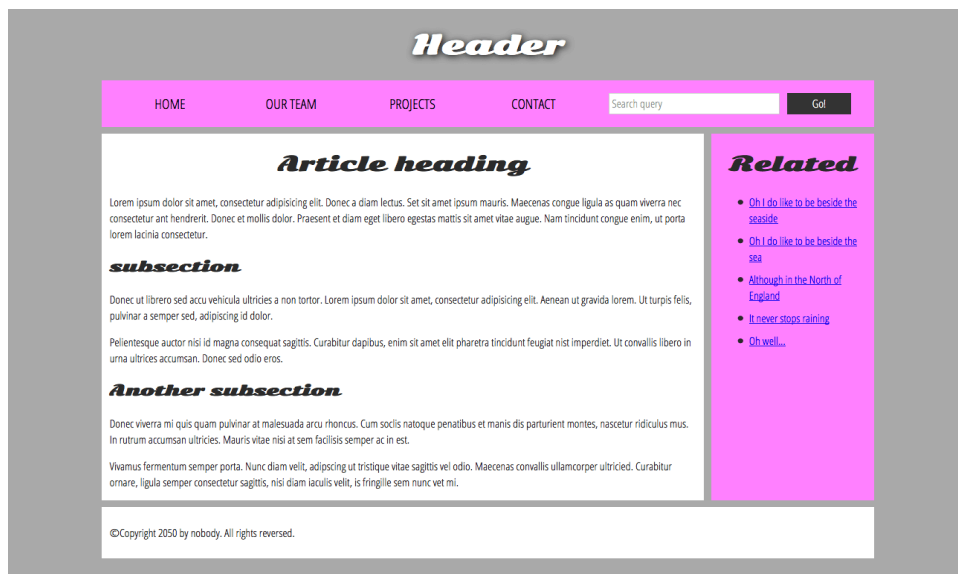 Header
HOME OUR TEAM PROJECTS CONTACT Search query Go!
Article heading
Lorem ipsum dolor sit amet, consectetur adipisicing elit. Donec a diam lectus. Set sit amet ipsum mauris. Maecenas congue ligula as quam viverra nec
consectetur ant hendrerit. Donec et mollis dolor. Praesent et diam eget libero egestas mattis sit amet vitae augue. Nam tincidunt congue enim, ut porta
lorem lacinia consectetur.
subsection
Donec ut librero sed accu vehicula ultricies a non tortor. Lorem ipsum dolor sit amet, consectetur adipisicing elit. Aenean ut gravida lorem. Ut turpis felis,
pulvinar a semper sed, adipiscing id dolor.
Pelientesque auctor nisi id magna consequat sagittis. Curabitur dapibus, enim sit amet elit pharetra tincidunt feugiat nist imperdiet. Ut convallis libero in
urna ultrices accumsan. Donec sed odio eros.
Another subsection
Donec viverra mi quis quam pulvinar at malesuada arcu rhoncus. Cum soclis natoque penatibus et manis dis parturient montes, nascetur ridiculus mus.
In rutrum accumsan ultricies. Mauris vitae nisi at sem facilisis semper ac in est.
Vivamus fermentum semper porta. Nunc diam velit, adipscing ut tristique vitae sagittis vel odio. Maecenas convallis ullamcorper ultricied. Curabitur
ornare, ligula semper consectetur sagittis, nisi diam iaculis velit, is fringille sem nunc vet mi.
Related
Oh I do like to be beside the
seaside
Oh I do like to be beside the
sea
Although in the North of
England
It never stops raining
Oh well...
©Copyright 2050 by nobody. All rights reversed.